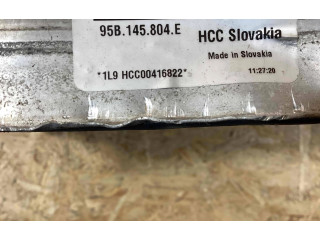 95B.145.804.E
HCC Slovakia
Made in Slovakia
*1L9 HCC00416822*
11:27:20